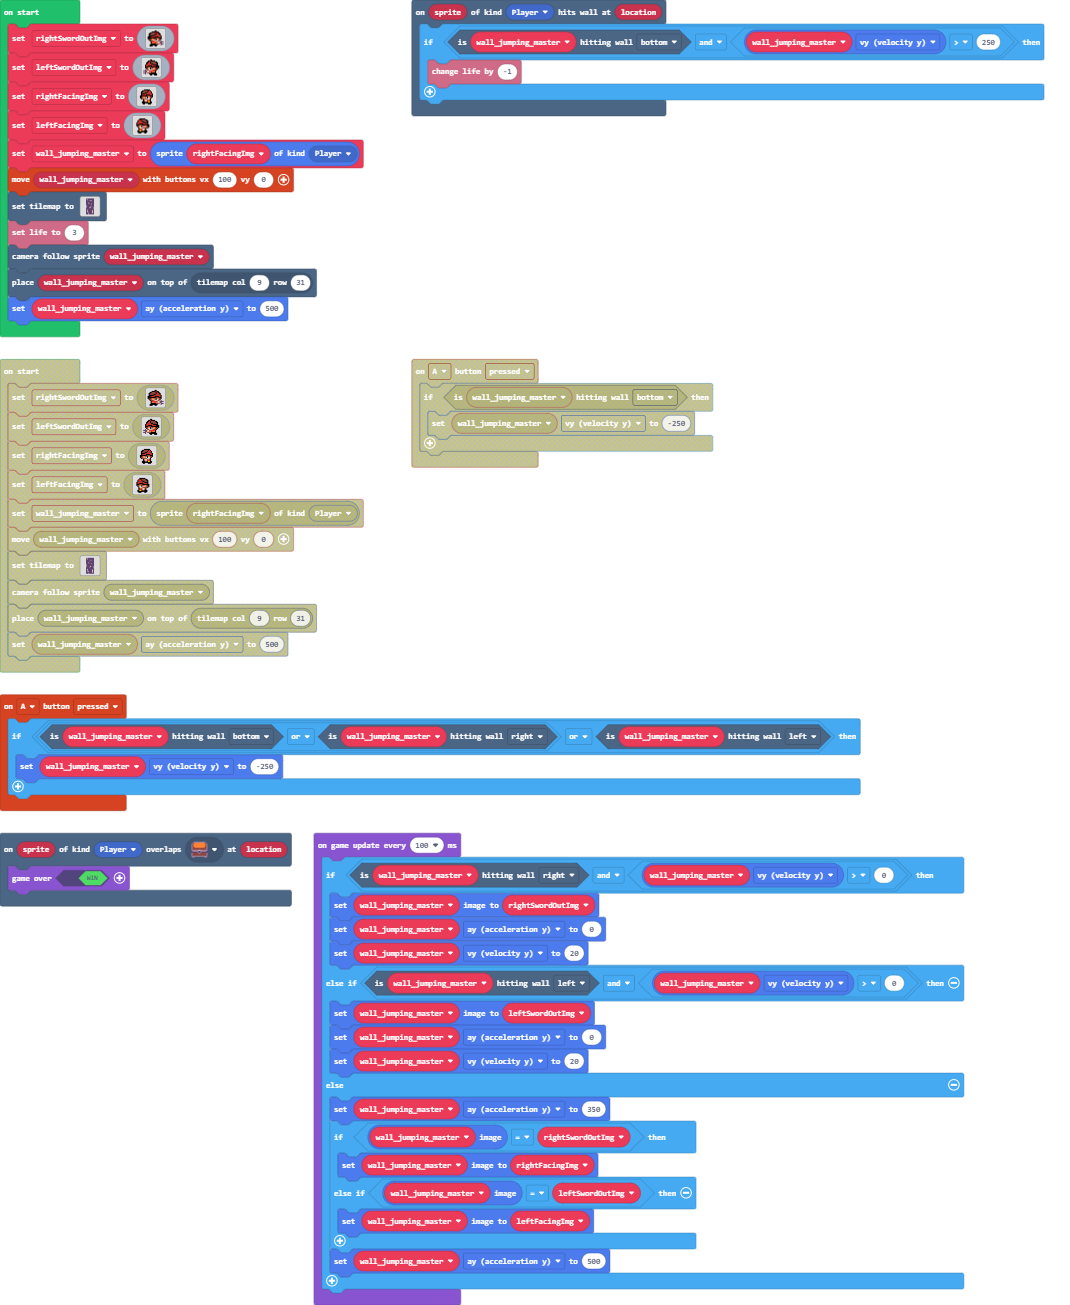 on start
set rightSwordOutImg to
set leftSwordOutImg to
set rightFacingImg to
set leftFacingImg to
set wall_jumping_master to sprite rightFacingImg of kind Player
move wall_jumping_master with buttons vx 100 vy 0
set tilemap to
set life to 3
camera follow sprite wall_jumping_master
place wall_jumping_master on top of tilemap col 9 row 31
set wall_jumping_master ay (acceleration y) to 500
on sprite of kind Player hits wall at location
if is wall_jumping_master hitting wall bottom and wall_jumping_master vy (velocity y) > 250 then
change life by -1
on start
set rightSwordOutImg to
set leftSwordOutImg to
set rightFacingImg to
set leftFacingImg to
set wall_jumping_master to sprite rightFacingImg of kind Player
move wall_jumping_master with buttons vx 100 vy 0
set tilemap to
camera follow sprite wall_jumping_master
place wall_jumping_master on top of tilemap col 9 row 31
set wall_jumping_master ay (acceleration y) to 500
on A button pressed
if is wall_jumping_master hitting wall bottom then
set wall_jumping_master vy (velocity y) to -250
on A button pressed
if is wall_jumping_master hitting wall bottom or is wall_jumping_master hitting wall right or is wall_jumping_master hitting wall left then
set wall_jumping_master vy (velocity y) to -250
on sprite of kind Player overlaps at location
game over WIN
on game update every 100 ms
if is wall_jumping_master hitting wall right and wall_jumping_master vy (velocity y) > 0 then
set wall_jumping_master image to rightSwordOutImg
set wall_jumping_master ay (acceleration y) to 0
set wall_jumping_master vy (velocity y) to 20
else if is wall_jumping_master hitting wall left and wall_jumping_master vy (velocity y) > 0 then
set wall_jumping_master image to leftSwordOutImg
set wall_jumping_master ay (acceleration y) to 0
set wall_jumping_master vy (velocity y) to 20
else
set wall_jumping_master ay (acceleration y) to 350
if wall_jumping_master image = rightSwordOutImg then
set wall_jumping_master image to rightFacingImg
else if wall_jumping_master image = leftSwordOutImg then
set wall_jumping_master image to leftFacingImg
set wall_jumping_master ay (acceleration y) to 500